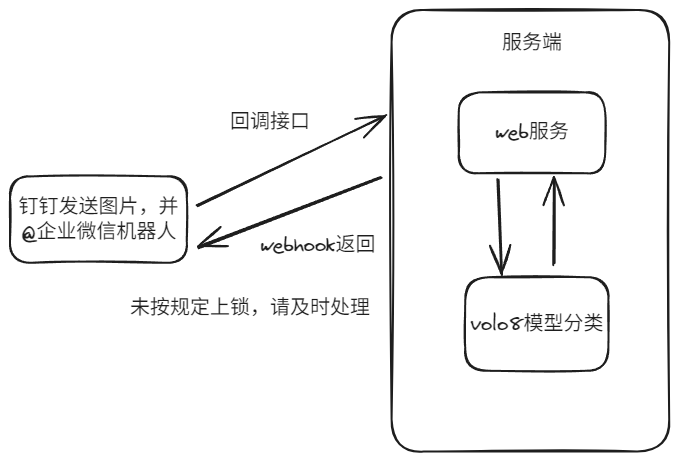 服务端
回调接口
web服务
钉钉发送图片，并
@企业微信机器人
webhook返回
未按规定上锁，请及时处理
volo8模型分类